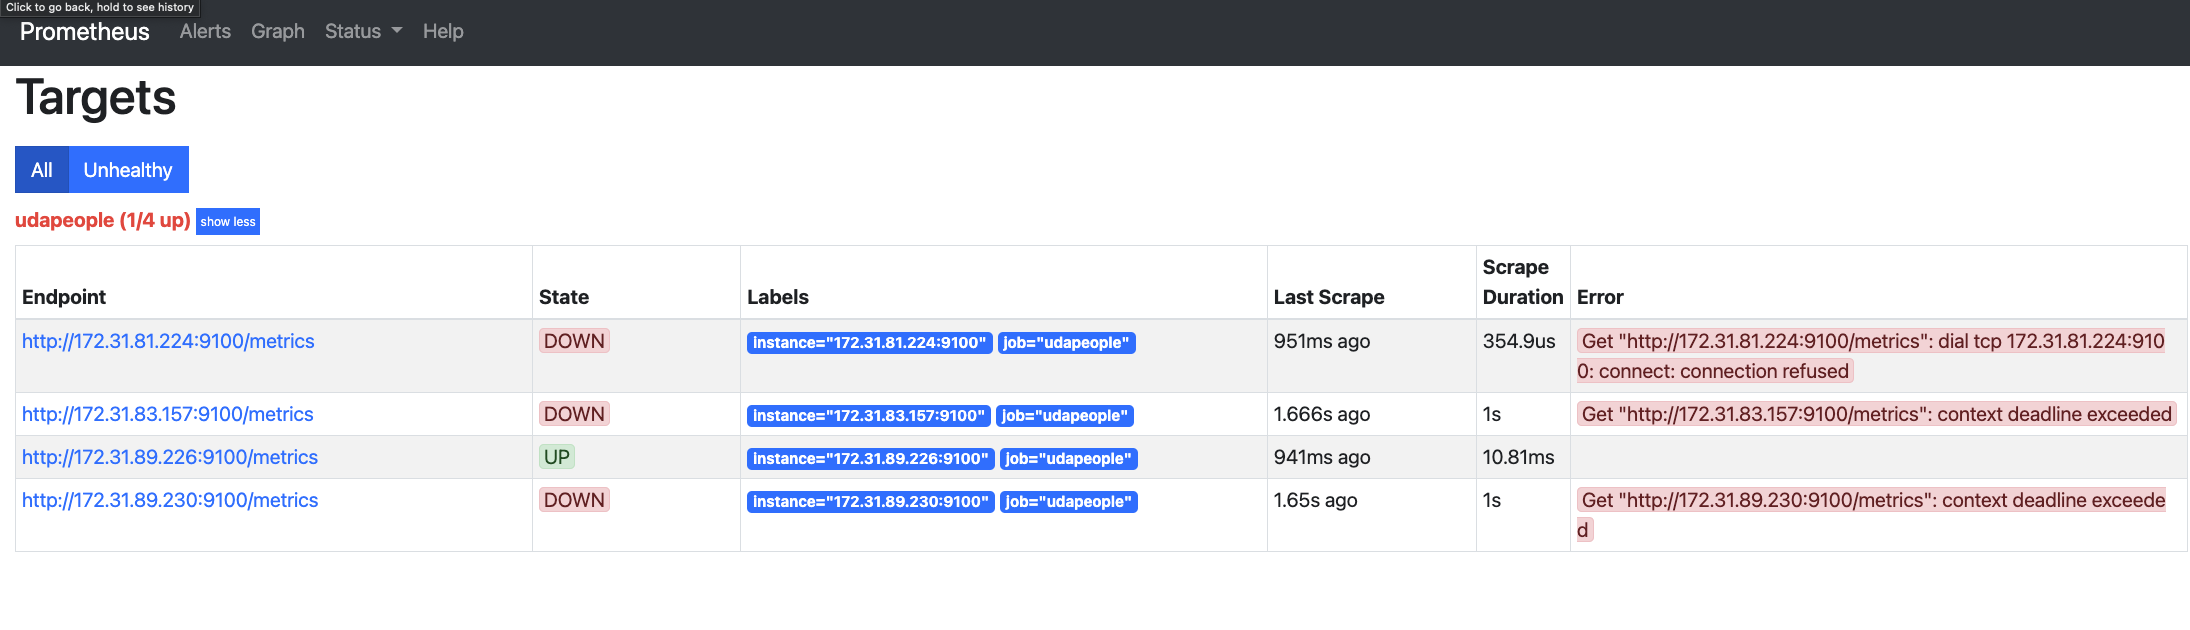 Click to go back, hold to see history
Prometheus Alerts Graph Status Help
Targets
All Unhealthy
udapeople (1/4 up) show less
Endpoint State Labels Last Scrape Scrape Duration Error
http://172.31.81.224:9100/metrics DOWN instance="172.31.81.224:9100" job="udapeople" 951ms ago 354.9us Get "http://172.31.81.224:9100/metrics": dial tcp 172.31.81.224:910
0: connect: connection refused
http://172.31.83.157:9100/metrics DOWN instance="172.31.83.157:9100" job="udapeople" 1.666s ago 1s Get "http://172.31.83.157:9100/metrics": context deadline exceeded
http://172.31.89.226:9100/metrics UP instance="172.31.89.226:9100" job="udapeople" 941ms ago 10.81ms
http://172.31.89.230:9100/metrics DOWN instance="172.31.89.230:9100" job="udapeople" 1.65s ago 1s Get "http://172.31.89.230:9100/metrics": context deadline exceede
d